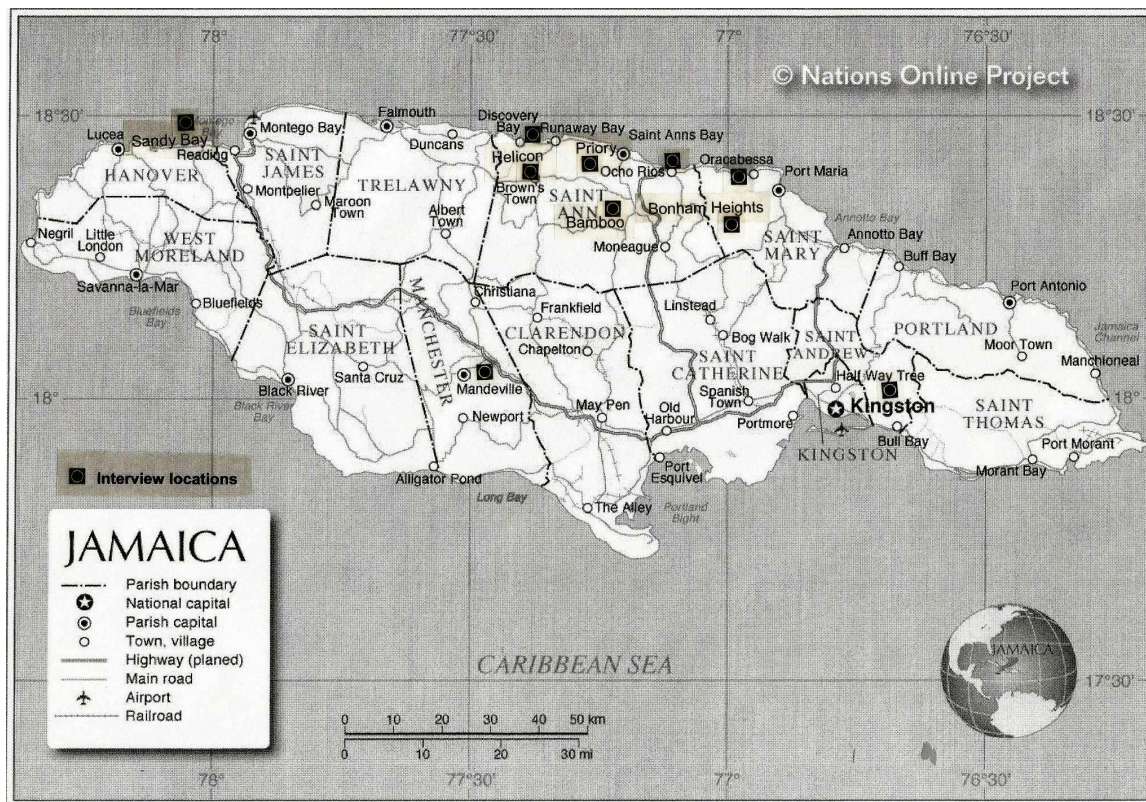 78°
77°30'
77°
76°30'
© Nations Online Project
18°30'
18°30'
Lucea
Sandy Bay
Montego Bay
Reading
Falmouth
Duncans
Discovery
Bay
Runaway Bay
Saint Anns Bay
Helicon
Priory
Ocho Rios
Oracabessa
Port Maria
HANOVER
SAINT
JAMES
TRELAWNY
Brown's
Town
SAINT
ANN
Bamboo
Bonham Heights
Montpelier
Maroon
Town
Albert
Town
Moneague
SAINT
MARY
Annotto Bay
Annotto Bay
Buff Bay
Negril
Little
London
WEST
MORELAND
Savanna-la-Mar
Bluefields
Bluefields
Bay
Christiana
MANCHESTER
Frankfield
CLARENDON
Chapelton
Linstead
Bog Walk
SAINT
ANDREW
PORTLAND
Port Antonio
Moor Town
Jamaica
Channel
Manchioneal
SAINT
ELIZABETH
Santa Cruz
Black River
Black River
Bay
Mandeville
Newport
SAINT
CATHERINE
Spanish
Town
Half Way Tree
Kingston
18°
18°
May Pen
Old
Harbour
Portmore
KINGSTON
Bull Bay
SAINT
THOMAS
Port Morant
Morant Bay
Alligator Pond
Long Bay
The Alley
Port
Esquivel
Portland
Bight
Interview locations
JAMAICA
Parish boundary
National capital
Parish capital
Town, village
Highway (planed)
Main road
Airport
Railroad
CARIBBEAN SEA
JAMAICA
0 10 20 30 40 50 km
0 10 20 30 mi
17°30'
78°
77°30'
77°
76°30'